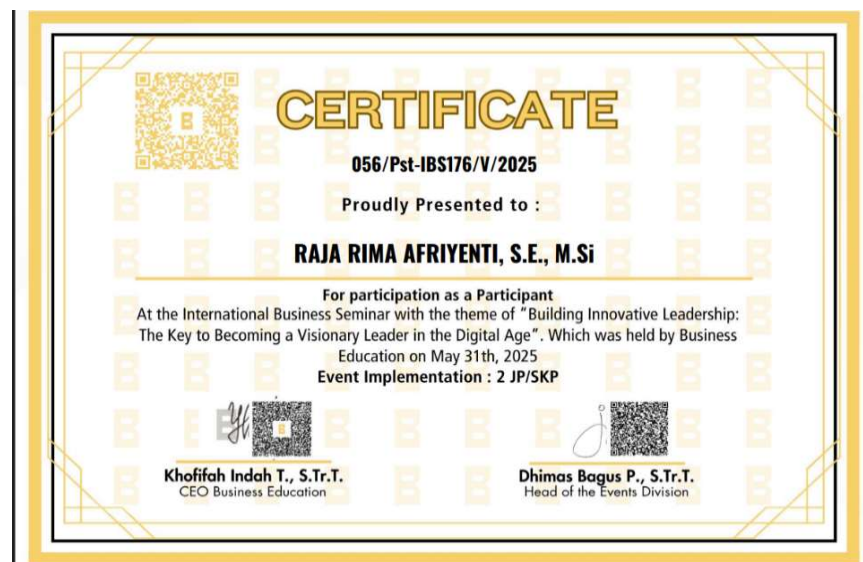 CERTIFICATE
056/Pst-IBS176/V/2025
Proudly Presented to :
RAJA RIMA AFRIYENTI, S.E., M.Si
For participation as a Participant
At the International Business Seminar with the theme of “Building Innovative Leadership:
The Key to Becoming a Visionary Leader in the Digital Age”. Which was held by Business
Education on May 31th, 2025
Event Implementation : 2 JP/SKP
Khofifah Indah T., S.Tr.T.
CEO Business Education
Dhimas Bagus P., S.Tr.T.
Head of the Events Division